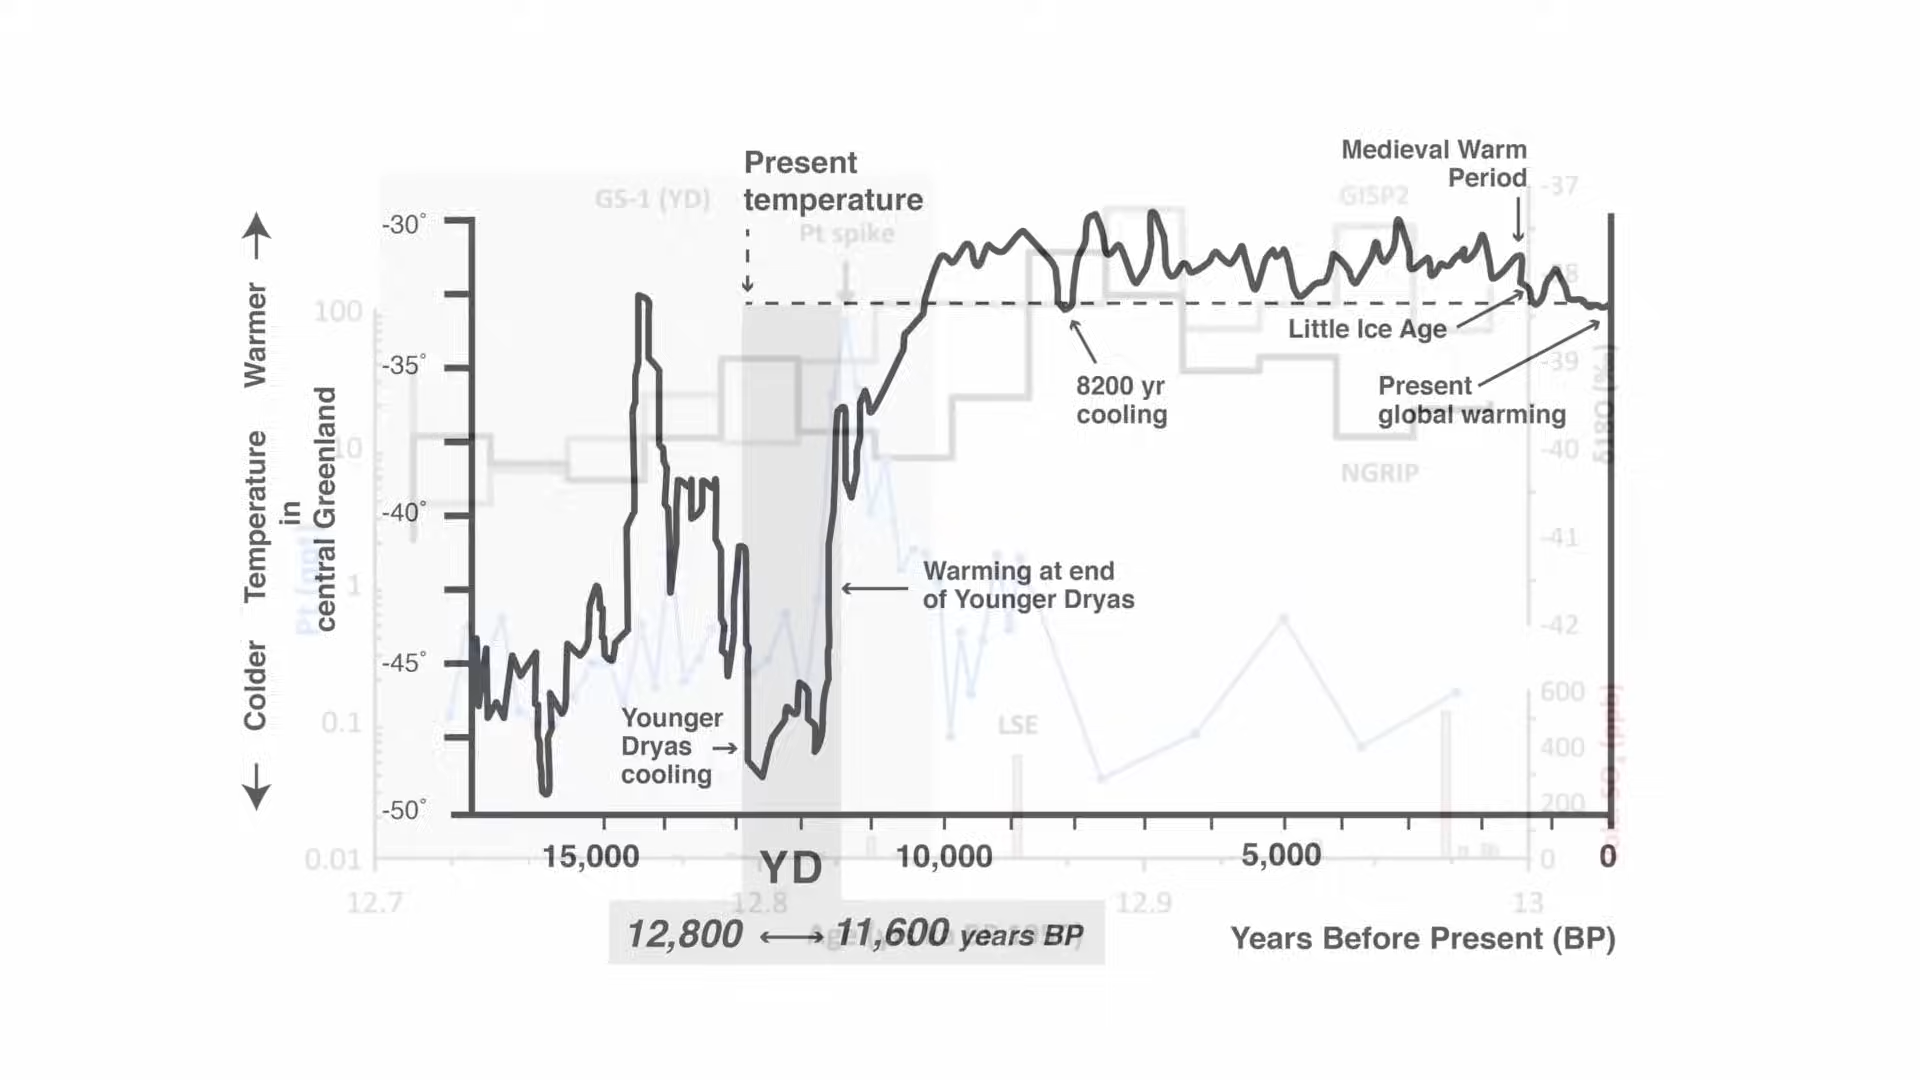 Medieval Warm
Period
Present
temperature
GS-1 (YD)
Pt spike
GISP2
-37
-30°
-38
100
Warmer
Temperature
Colder
in
central Greenland
Little Ice Age
-35°
-39
8200 yr
cooling
Present
global warming
δ18O (‰)
10
-40
NGRIP
-40°
-41
Pt (ppt)
1
Warming at end
of Younger Dryas
-42
-45°
600
0.1
Younger
Dryas
cooling
LSE
400
200
-50°
0.01
15,000
YD
10,000
5,000
0
0
12.7
12.8
12.9
13
12,800
11,600 years BP
Years Before Present (BP)